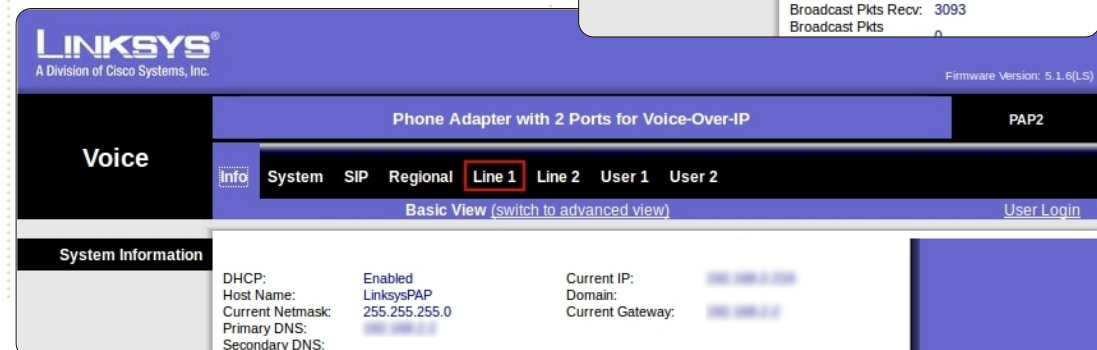 Broadcast Pkts Recv: 3093
Broadcast Pkts
LINKSYS®
A Division of Cisco Systems, Inc.
Firmware Version: 5.1.6(LS)
Phone Adapter with 2 Ports for Voice-Over-IP PAP2
Voice
Info System SIP Regional Line 1 Line 2 User 1 User 2
Basic View (switch to advanced view) User Login
System Information
DHCP: Enabled Current IP:
Host Name: LinksysPAP Domain:
Current Netmask: 255.255.255.0 Current Gateway:
Primary DNS:
Secondary DNS: